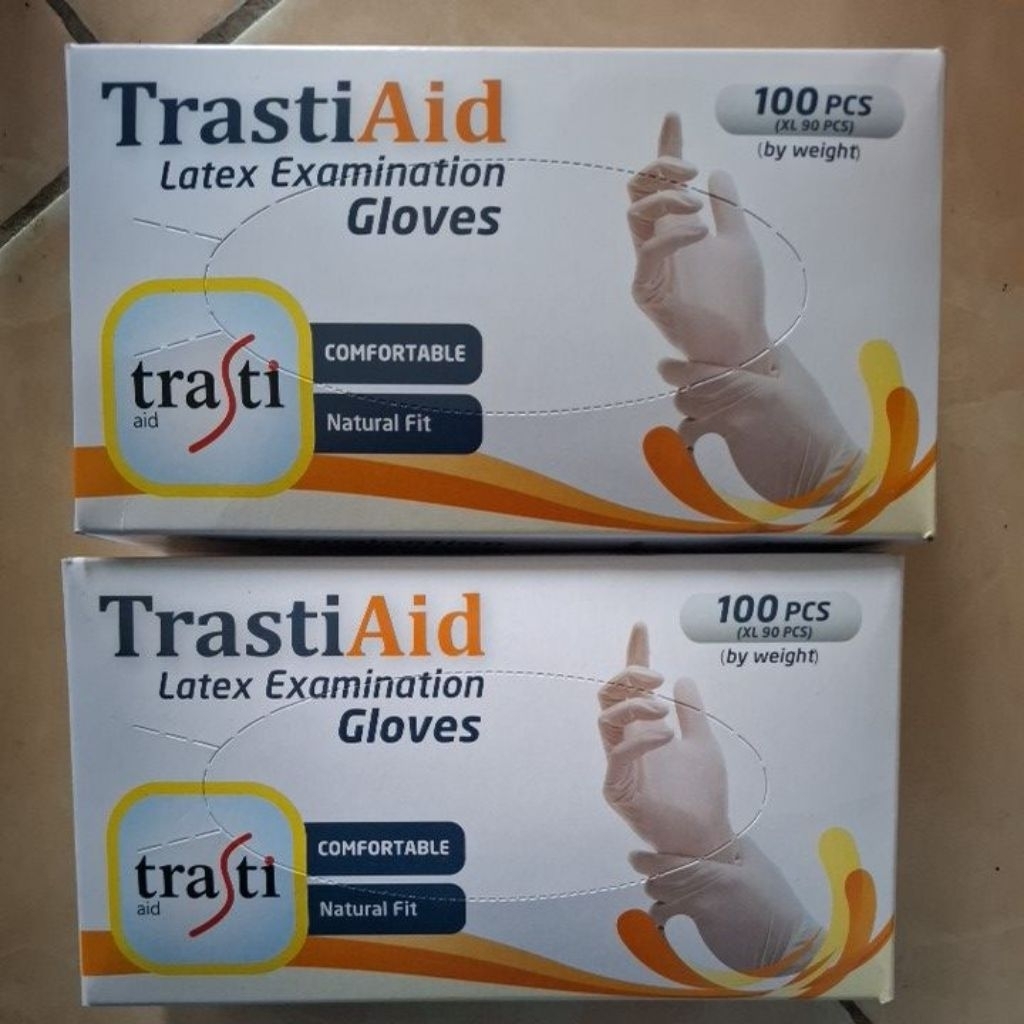 TrastiAid
Latex Examination
Gloves
100 PCS
(XL 90 PCS)
(by weight)
trasti
aid
COMFORTABLE
Natural Fit
TrastiAid
Latex Examination
Gloves
100 PCS
(XL 90 PCS)
(by weight)
trasti
aid
COMFORTABLE
Natural Fit